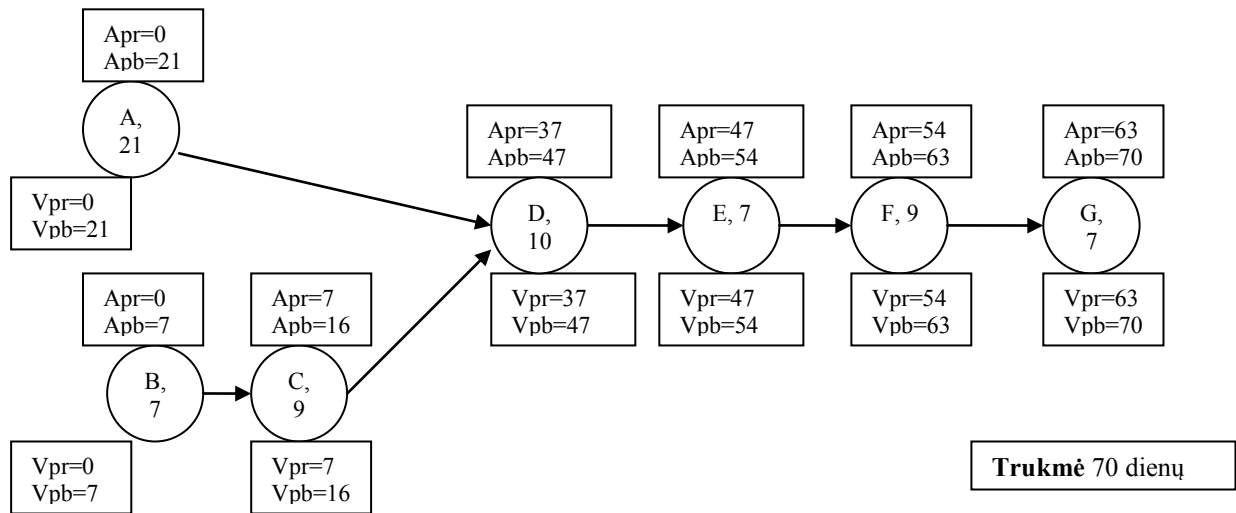 Apr=0
Apb=21
A,
21
Vpr=0
Vpb=21
Apr=37
Apb=47
D,
10
Vpr=37
Vpb=47
Apr=47
Apb=54
E, 7
Vpr=47
Vpb=54
Apr=54
Apb=63
F, 9
Vpr=54
Vpb=63
Apr=63
Apb=70
G,
7
Vpr=63
Vpb=70
Apr=0
Apb=7
B,
7
Vpr=0
Vpb=7
Apr=7
Apb=16
C,
9
Vpr=7
Vpb=16
Trukmė 70 dienų